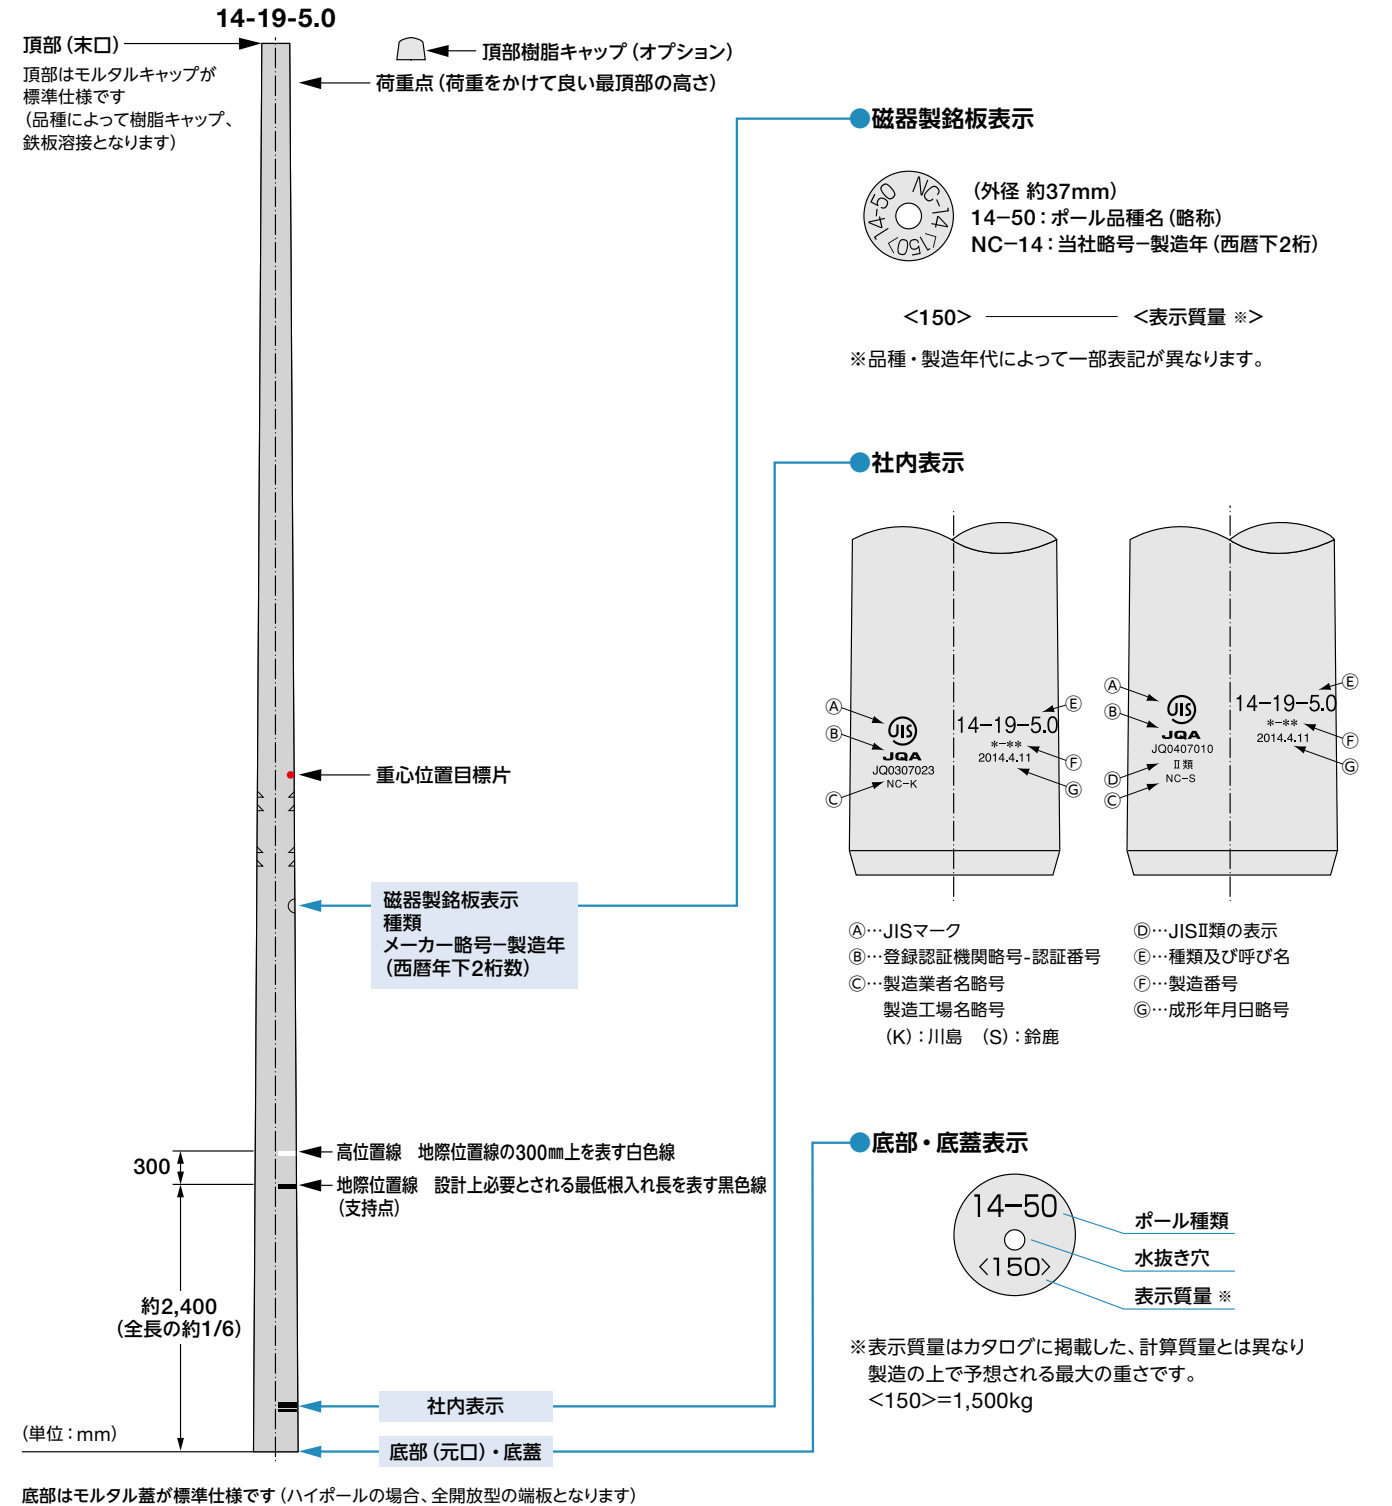 14-19-5.0
頂部（末口）
頂部はモルタルキャップが
標準仕様です
（品種によって樹脂キャップ、
鉄板溶接となります）
頂部樹脂キャップ（オプション）
荷重点（荷重をかけて良い最頂部の高さ）
重心位置目標片
磁器製銘板表示
種類
メーカー略号−製造年
（西暦年下2桁数）
300
高位置線　地際位置線の300㎜上を表す白色線
地際位置線　設計上必要とされる最低根入れ長を表す黒色線
（支持点）
約2,400
（全長の約1/6）
社内表示
（単位：mm）
底部（元口）・底蓋
底部はモルタル蓋が標準仕様です（ハイポールの場合、全開放型の端板となります）
●磁器製銘板表示
14-50 NC-14 <150>
（外径 約37mm）
14−50：ポール品種名（略称）
NC−14：当社略号−製造年（西暦下2桁）
<150> <表示質量 ※>
※品種・製造年代によって一部表記が異なります。
●社内表示
Ⓐ
Ⓑ
Ⓒ
JIS
JQA
JQ0307023
NC−K
14−19−5.0
*−**
2014.4.11
Ⓔ
Ⓕ
Ⓖ
Ⓐ
Ⓑ
Ⓓ
Ⓒ
JIS
JQA
JQ0407010
Ⅱ類
NC−S
14−19−5.0
*−**
2014.4.11
Ⓔ
Ⓕ
Ⓖ
Ⓐ…JISマーク
Ⓑ…登録認証機関略号-認証番号
Ⓒ…製造業者名略号
製造工場名略号
（K）：川島　（S）：鈴鹿
Ⓓ…JISⅡ類の表示
Ⓔ…種類及び呼び名
Ⓕ…製造番号
Ⓖ…成形年月日略号
●底部・底蓋表示
14−50
<150>
ポール種類
水抜き穴
表示質量 ※
※表示質量はカタログに掲載した、計算質量とは異なり
製造の上で予想される最大の重さです。
<150>=1,500kg